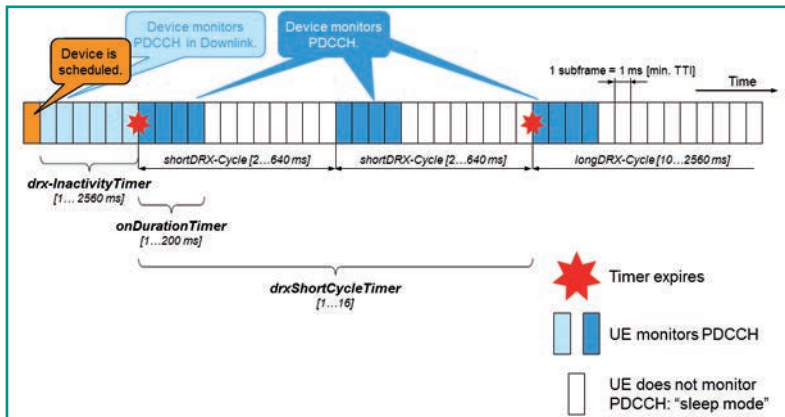 Device monitors
PDCCH in Downlink.
Device monitors
PDCCH.
Device is
scheduled.
1 subframe = 1 ms [min. TTI]
Time
shortDRX-Cycle [2…640 ms]
shortDRX-Cycle [2…640 ms]
longDRX-Cycle [10…2560 ms]
drx-InactivityTimer
[1… 2560 ms]
onDurationTimer
[1…200 ms]
drxShortCycleTimer
[1…16]
Timer expires
UE monitors PDCCH
UE does not monitor
PDCCH: “sleep mode”